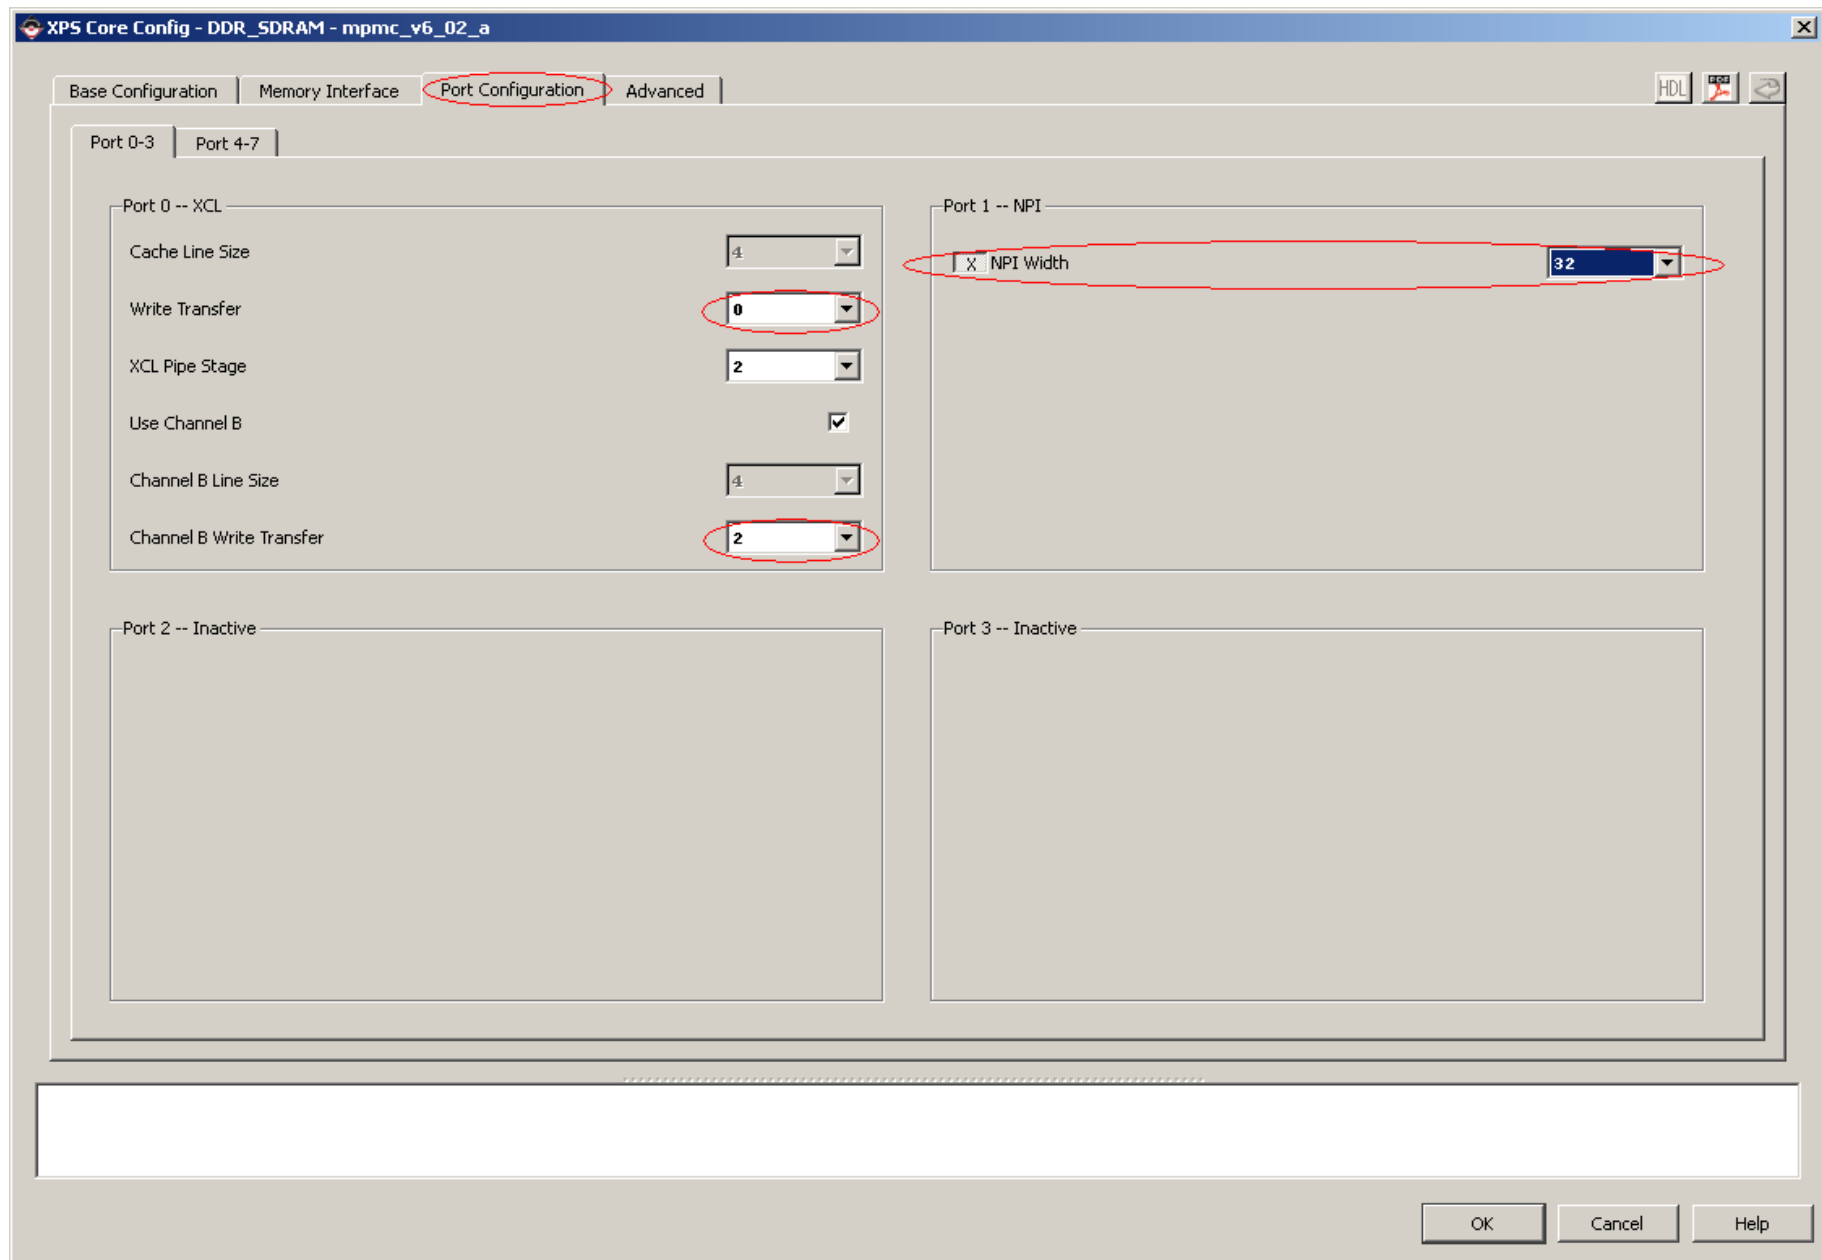 XPS Core Config - DDR_SDRAM - mpmc_v6_02_a
Base Configuration
Memory Interface
Port Configuration
Advanced
HDL
PDF
Port 0-3
Port 4-7
Port 0 -- XCL
Cache Line Size
4
Write Transfer
0
XCL Pipe Stage
2
Use Channel B
Channel B Line Size
4
Channel B Write Transfer
2
Port 1 -- NPI
X NPI Width
32
Port 2 -- Inactive
Port 3 -- Inactive
OK
Cancel
Help